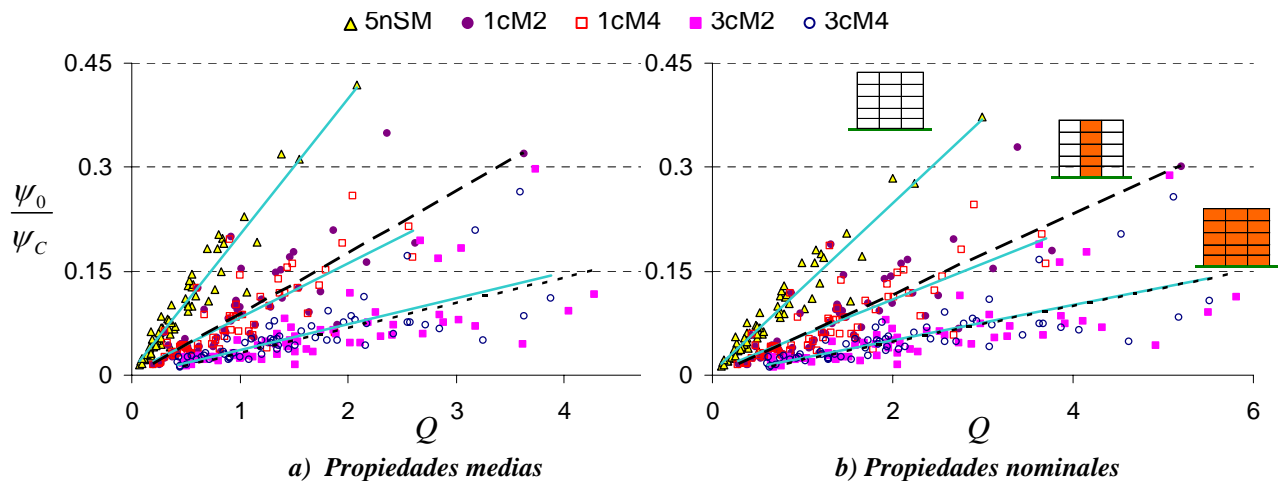 5nSM 1cM2 1cM4 3cM2 3cM4
ψ₀/ψ_C
0.45 0.45
0.3 0.3
0.15 0.15
0 0
0 1 2 3 4 0 2 4 6
Q Q
a) Propiedades medias b) Propiedades nominales